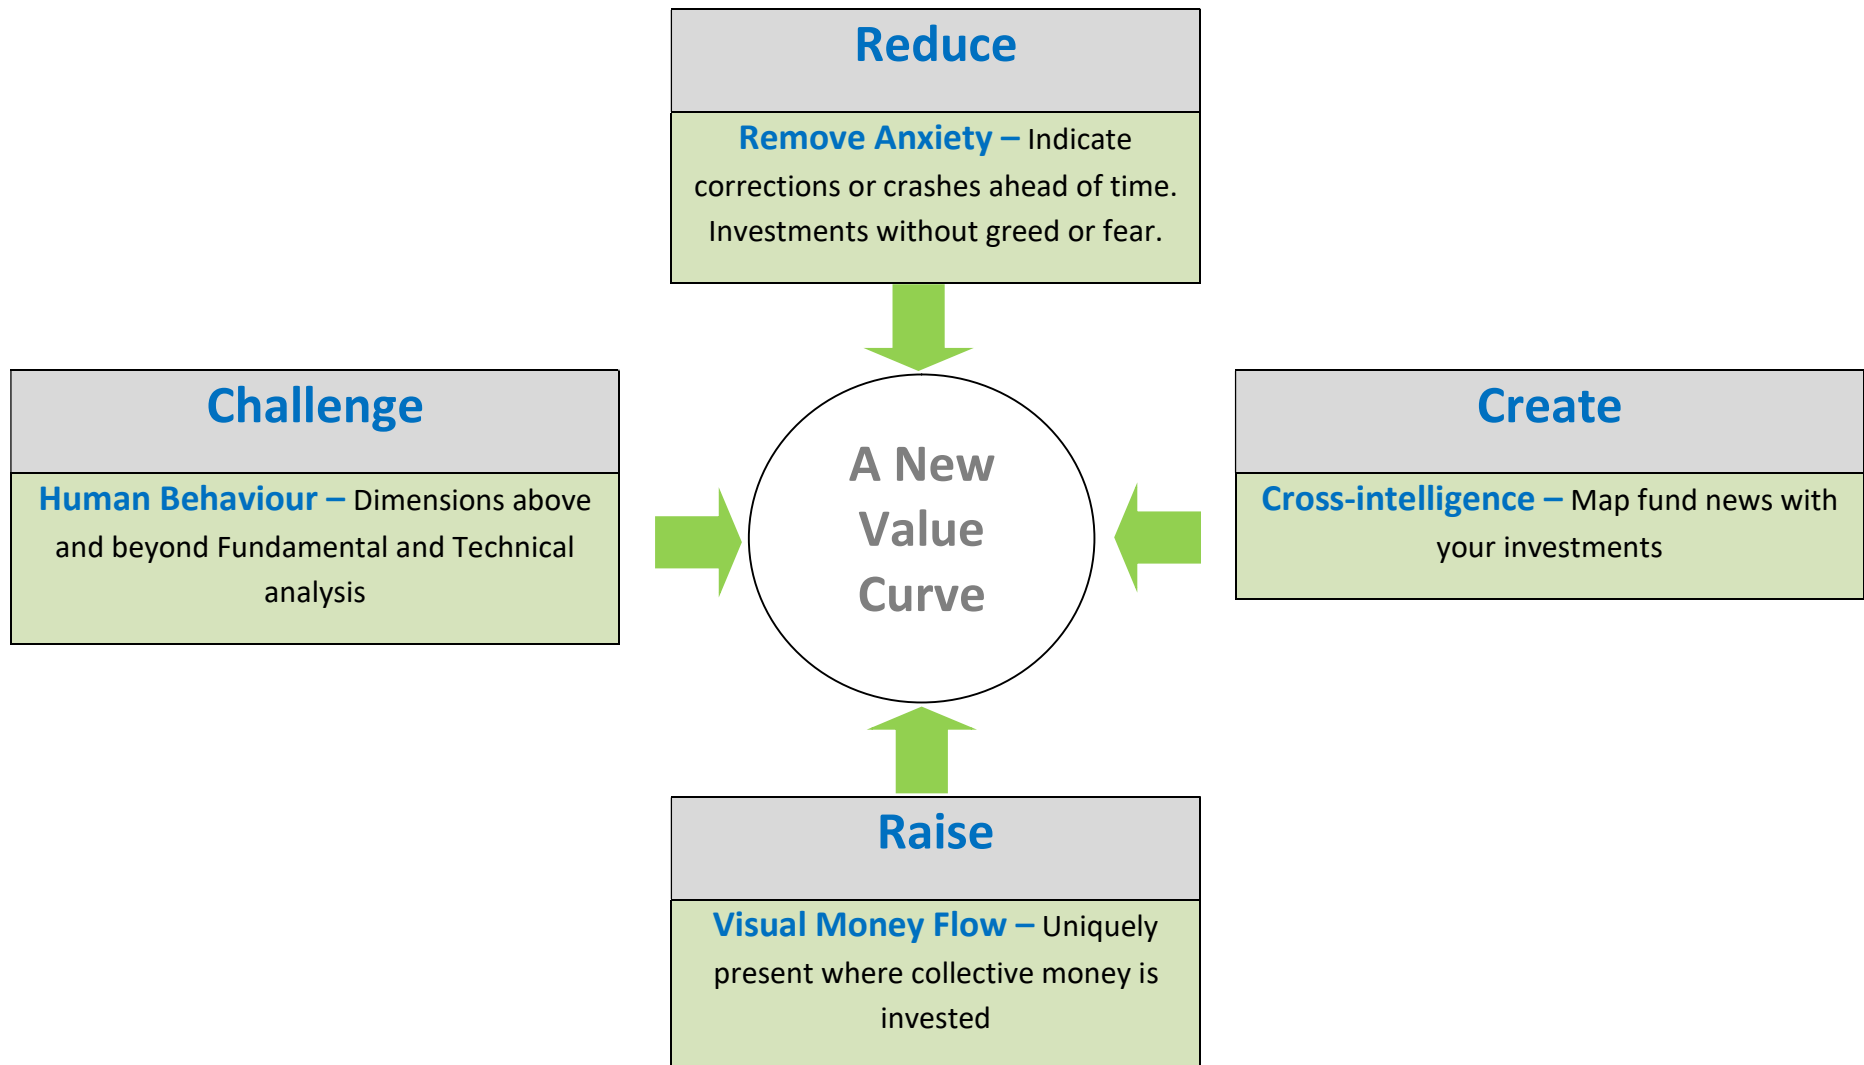 Reduce
Remove Anxiety – Indicate
corrections or crashes ahead of time.
Investments without greed or fear.
Challenge
Human Behaviour – Dimensions above
and beyond Fundamental and Technical
analysis
A New
Value
Curve
Create
Cross-intelligence – Map fund news with
your investments
Raise
Visual Money Flow – Uniquely
present where collective money is
invested